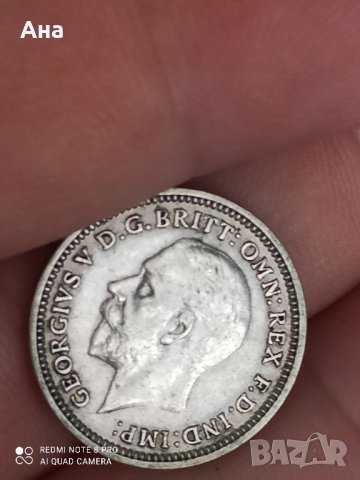 Ана
GEORGIVS V D.G. BRITT: OMN: REX F.D. IND: IMP:
REDMI NOTE 8 PRO
AI QUAD CAMERA
BAZAR